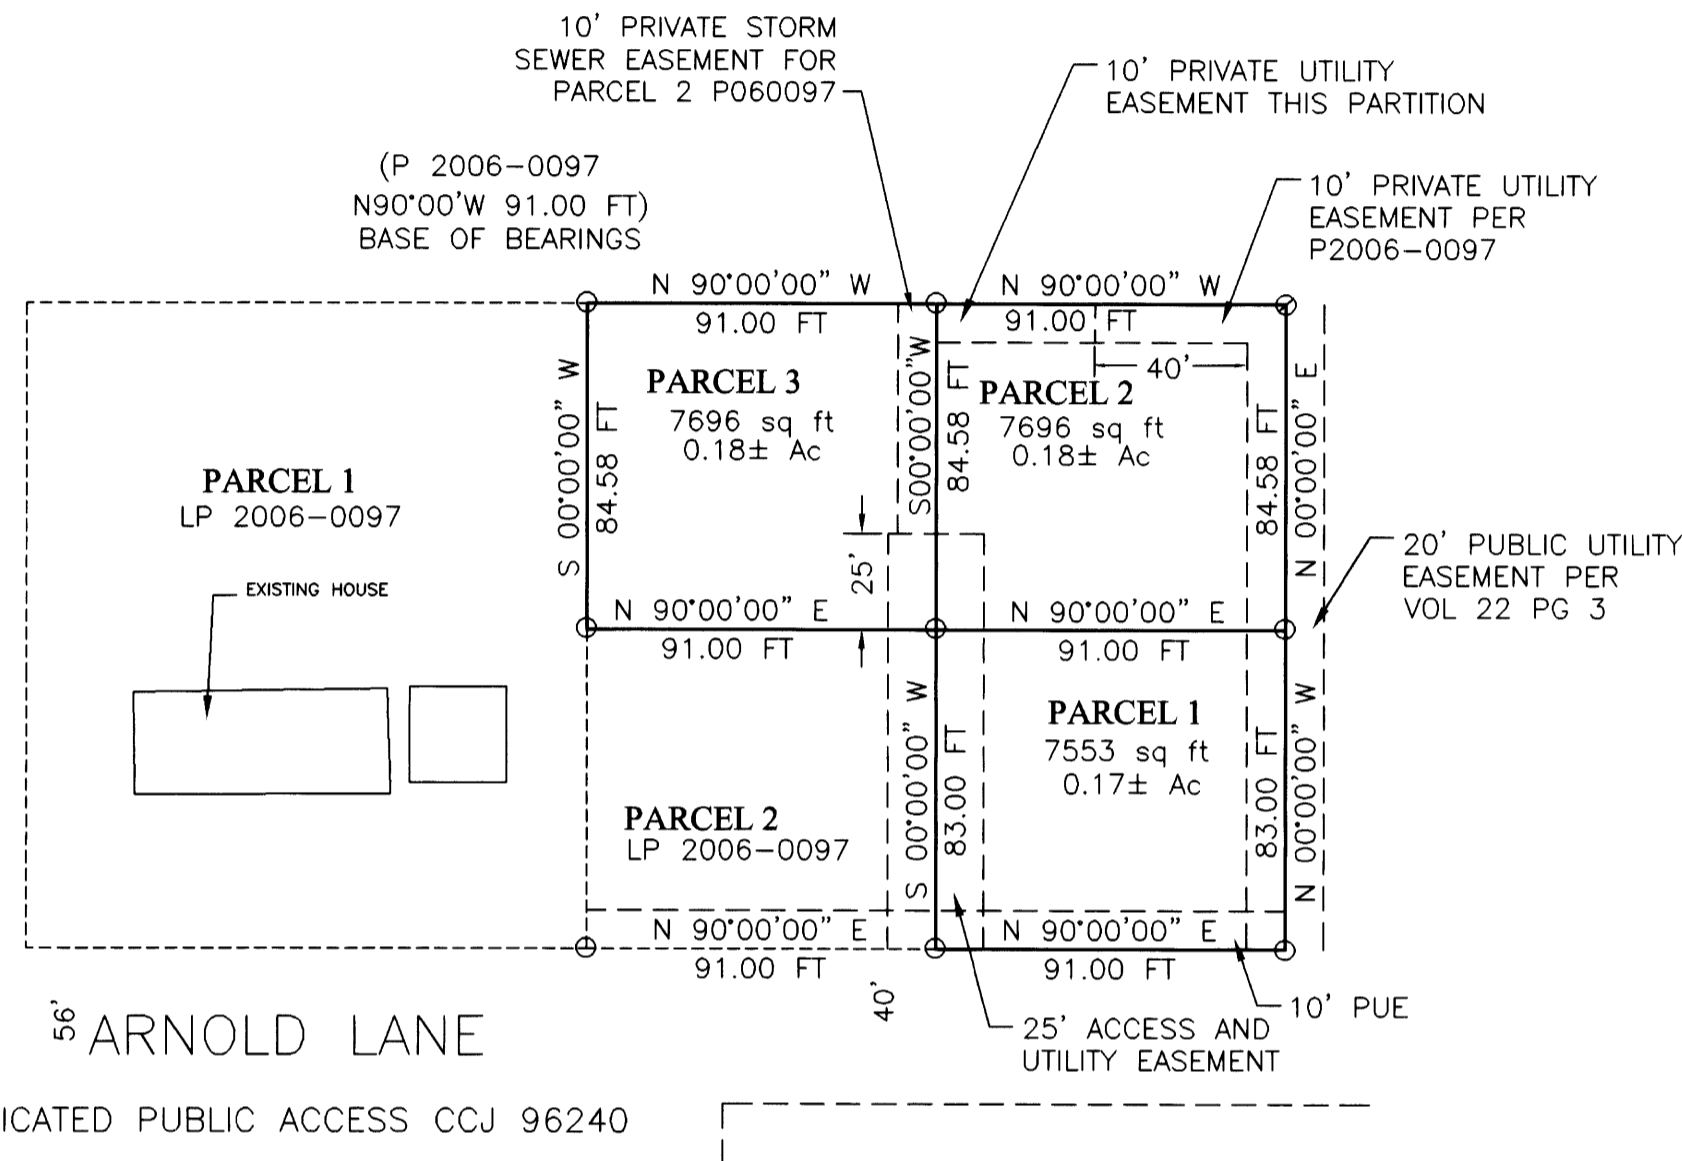 10' PRIVATE STORM
SEWER EASEMENT FOR
PARCEL 2 P060097
10' PRIVATE UTILITY
EASEMENT THIS PARTITION
(P 2006-0097
N90°00'W 91.00 FT)
BASE OF BEARINGS
10' PRIVATE UTILITY
EASEMENT PER
P2006-0097
N 90°00'00" W
91.00 FT
N 90°00'00" W
91.00 FT
S 00°00'00" W
84.58 FT
PARCEL 3
7696 sq ft
0.18± Ac
S00°00'00"W
84.58 FT
40'
PARCEL 2
7696 sq ft
0.18± Ac
84.58 FT
N 00°00'00" E
PARCEL 1
LP 2006-0097
EXISTING HOUSE
25'
20' PUBLIC UTILITY
EASEMENT PER
VOL 22 PG 3
N 90°00'00" E
91.00 FT
N 90°00'00" E
91.00 FT
S 00°00'00" W
83.00 FT
PARCEL 1
7553 sq ft
0.17± Ac
83.00 FT
N 00°00'00" W
PARCEL 2
LP 2006-0097
N 90°00'00" E
91.00 FT
N 90°00'00" E
91.00 FT
40'
10' PUE
25' ACCESS AND
UTILITY EASEMENT
56'
ARNOLD LANE
ICATED PUBLIC ACCESS CCJ 96240